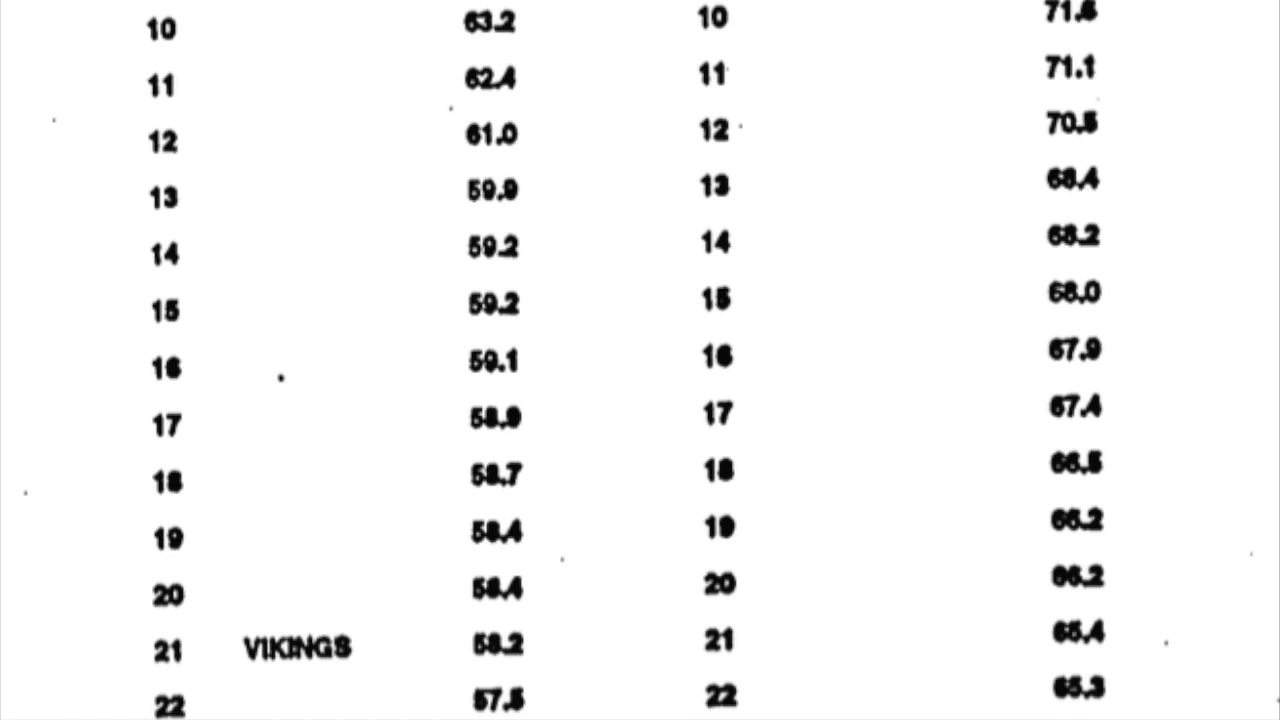 10 63.2 10 71.6
11 62.4 11 71.1
12 61.0 12 70.5
13 59.9 13 68.4
14 59.2 14 68.2
15 59.2 15 68.0
16 59.1 16 67.9
17 58.9 17 67.4
18 58.7 18 66.5
19 58.4 19 66.2
20 58.4 20 66.2
21 VIKINGS 58.2 21 65.4
22 57.5 22 65.3